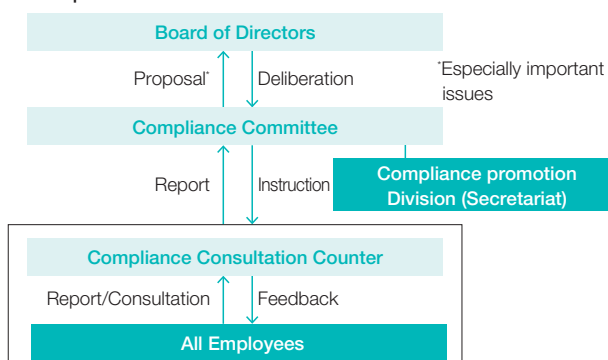 Board of Directors
Proposal*
Deliberation
*Especially important
issues
Compliance Committee
Report
Instruction
Compliance promotion
Division (Secretariat)
Compliance Consultation Counter
Report/Consultation
Feedback
All Employees